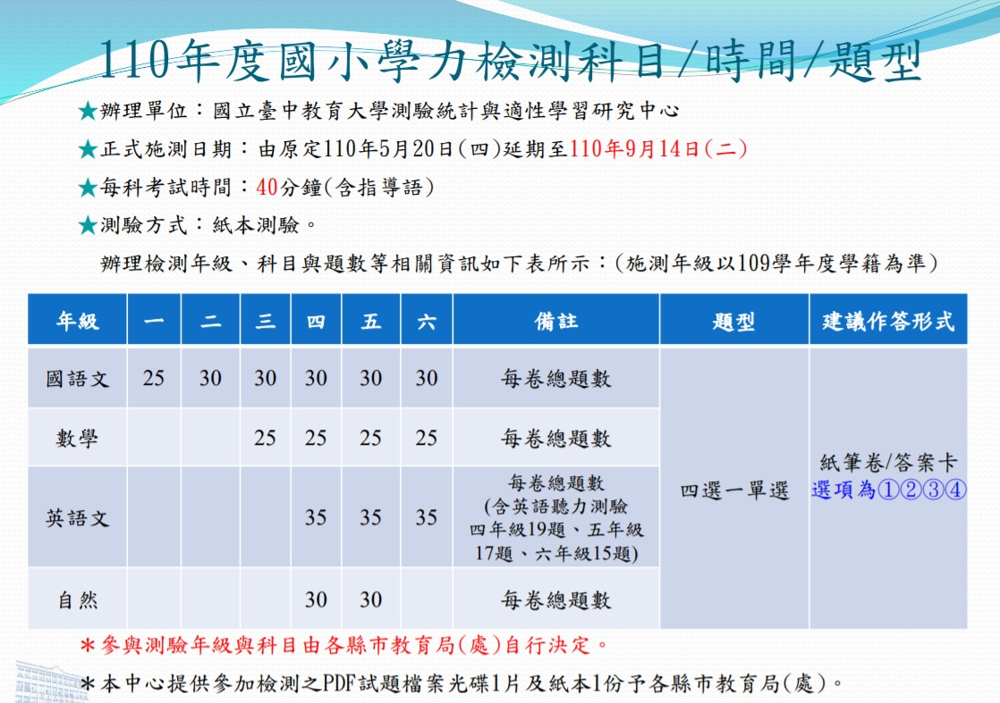 110年度國小學力檢測科目/時間/題型
★辦理單位：國立臺中教育大學測驗統計與適性學習研究中心
★正式施測日期：由原定110年5月20日(四)延期至110年9月14日(二)
★每科考試時間：40分鐘(含指導語)
★測驗方式：紙本測驗。
辦理檢測年級、科目與題數等相關資訊如下表所示：(施測年級以109學年度學籍為準)
年級 一 二 三 四 五 六 備註 題型 建議作答形式
國語文 25 30 30 30 30 30 每卷總題數
數學 25 25 25 25 每卷總題數
英語文 35 35 35 每卷總題數
(含英語聽力測驗
四年級19題、五年級
17題、六年級15題)
自然 30 30 每卷總題數
四選一單選
紙筆卷/答案卡
選項為①②③④
＊參與測驗年級與科目由各縣市教育局(處)自行決定。
＊本中心提供參加檢測之PDF試題檔案光碟1片及紙本1份予各縣市教育局(處)。